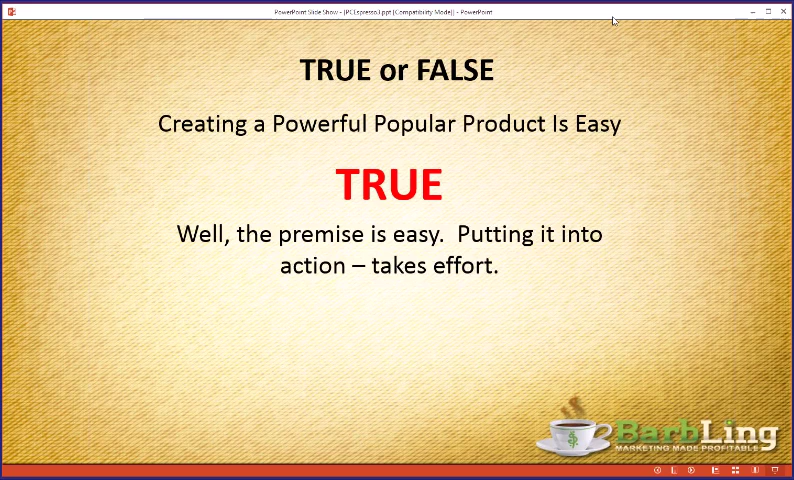 PowerPoint Slide Show - [PCEspresso3.ppt [Compatibility Mode]] - PowerPoint
TRUE or FALSE
Creating a Powerful Popular Product Is Easy
TRUE
Well, the premise is easy.  Putting it into
action – takes effort.
$
BarbLing
MARKETING MADE PROFITABLE